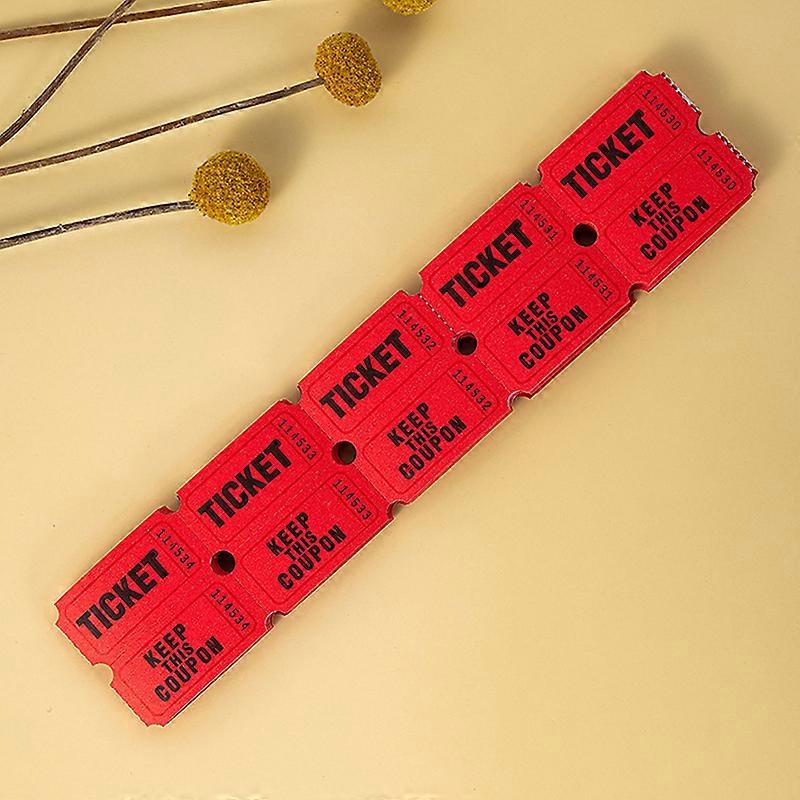 114530
TICKET
114530
KEEP
THIS
COUPON
114531
TICKET
114531
KEEP
THIS
COUPON
114532
TICKET
114532
KEEP
THIS
COUPON
114533
TICKET
114533
KEEP
THIS
COUPON
114534
TICKET
114534
KEEP
THIS
COUPON